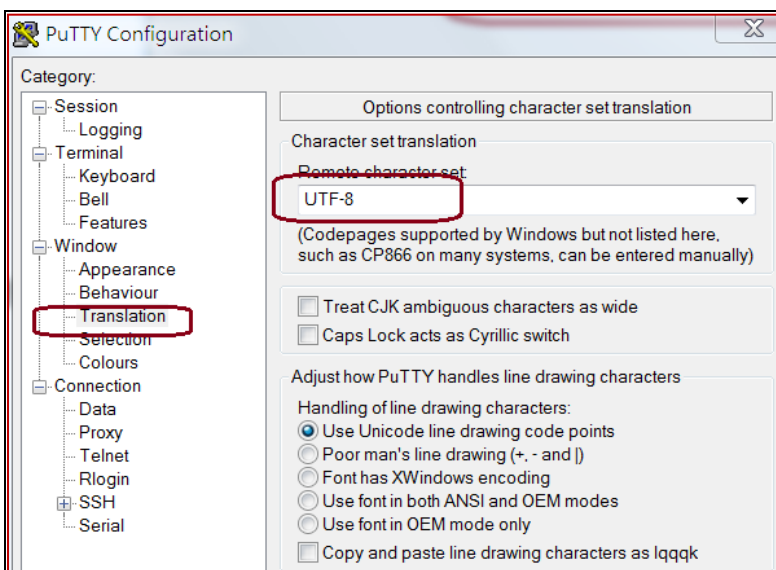 PuTTY Configuration
Category:
Session
Logging
Terminal
Keyboard
Bell
Features
Window
Appearance
Behaviour
Translation
Selection
Colours
Connection
Data
Proxy
Telnet
Rlogin
SSH
Serial
Options controlling character set translation
Character set translation
Remote character set:
UTF-8
(Codepages supported by Windows but not listed here,
such as CP866 on many systems, can be entered manually)
Treat CJK ambiguous characters as wide
Caps Lock acts as Cyrillic switch
Adjust how PuTTY handles line drawing characters
Handling of line drawing characters:
Use Unicode line drawing code points
Poor man's line drawing (+, - and |)
Font has XWindows encoding
Use font in both ANSI and OEM modes
Use font in OEM mode only
Copy and paste line drawing characters as lqqqk